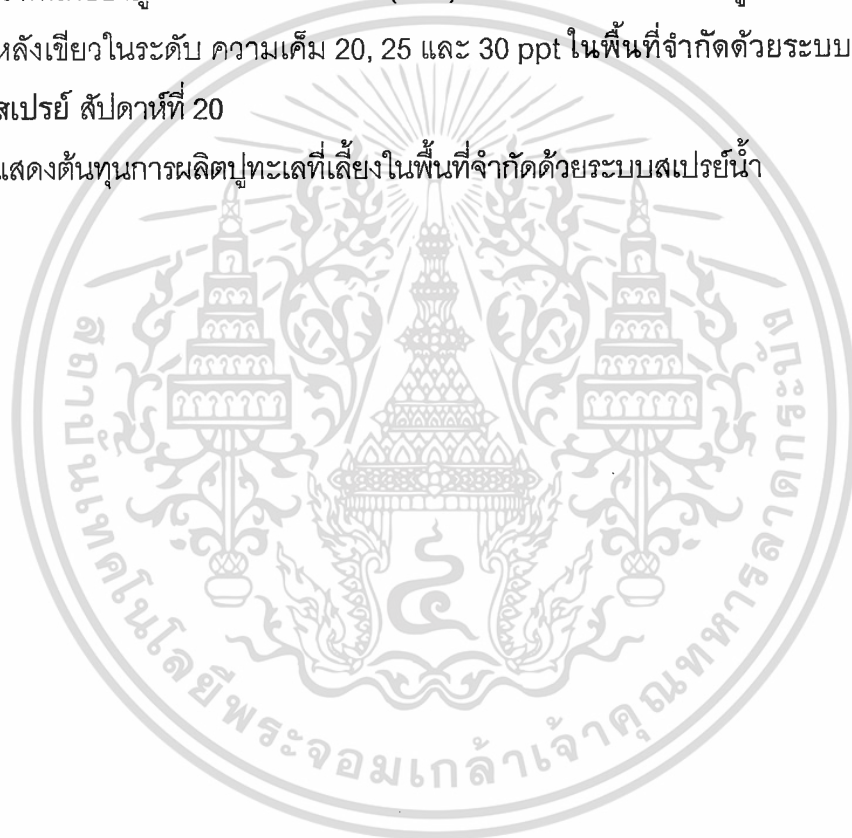 หลังเขียวในระดับ ความเค็ม 20, 25 และ 30 ppt ในพื้นที่จำกัดด้วยระบบ
สเปรย์ สัปดาห์ที่ 20
แสดงต้นทุนการผลิตปูทะเลที่เลี้ยงในพื้นที่จำกัดด้วยระบบสเปรย์น้ำ
สถาบันเทคโนโลยีพระจอมเกล้าเจ้าคุณทหารลาดกระบัง